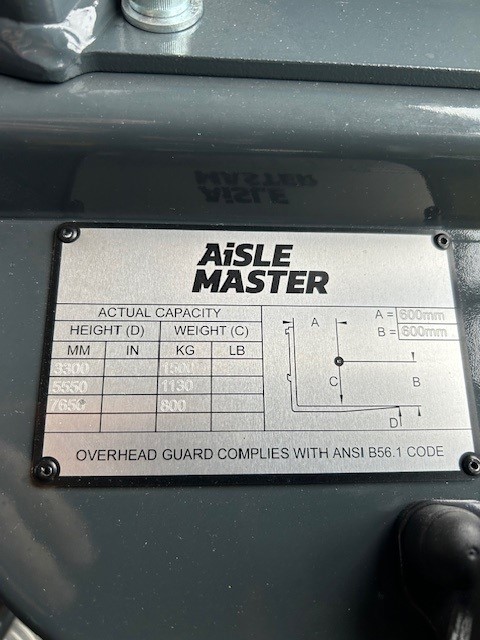 AiSLE
MASTER
ACTUAL CAPACITY
HEIGHT (D) WEIGHT (C)
MM IN KG LB
3300 1500
5550 1130
7650 800
A A = 600mm
B = 600mm
C B
D
OVERHEAD GUARD COMPLIES WITH ANSI B56.1 CODE